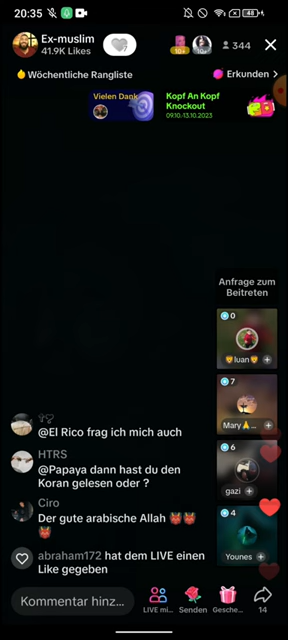 20:35
48
Ex-muslim
41.9K Likes
10+
10+
344
Wöchentliche Rangliste
Erkunden >
Vielen Dank
Kopf An Kopf
Knockout
09.10.-13.10.2023
Anfrage zum
Beitreten
0
🦁luan🦁
7
Mary🙏...
6
gazi
4
Younes
@El Rico frag ich mich auch
HTRS
@Papaya dann hast du den
Koran gelesen oder ?
Ciro
Der gute arabische Allah 👹👹
👹
abraham172 hat dem LIVE einen
Like gegeben
Kommentar hinz...
LIVE mi...
Senden
Gesche...
14